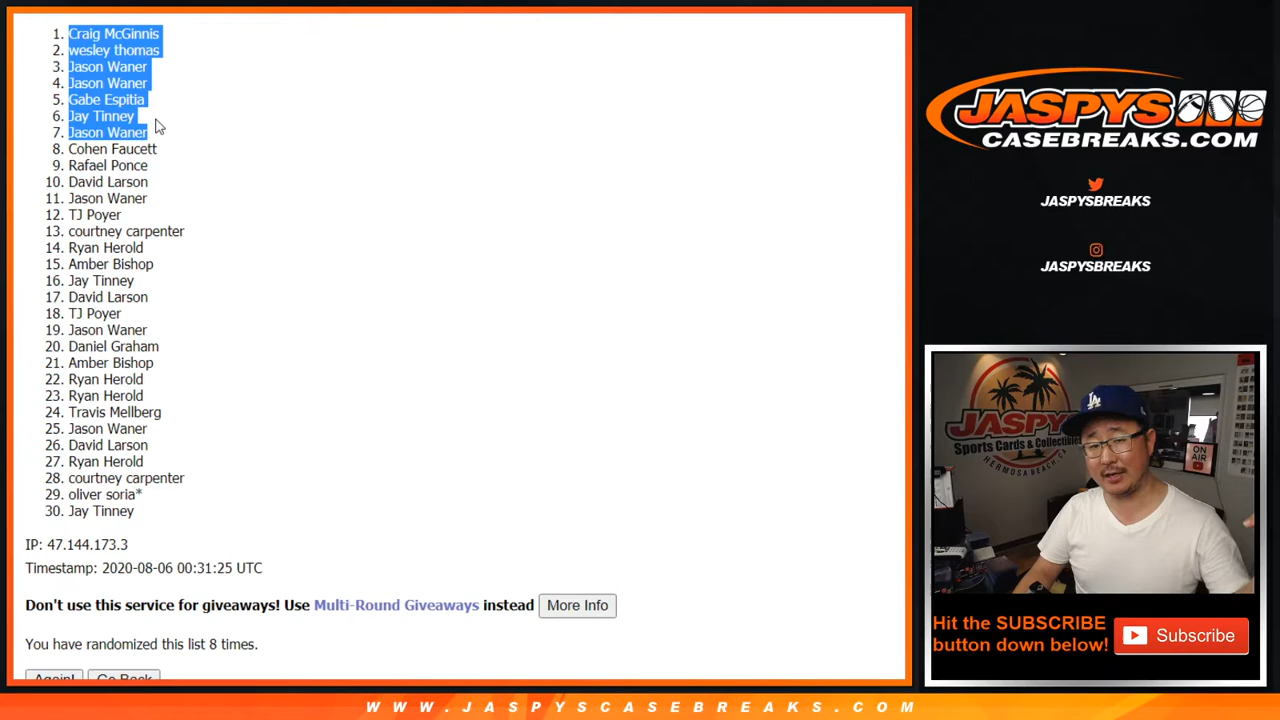 1. Craig McGinnis
2. wesley thomas
3. Jason Waner
4. Jason Waner
5. Gabe Espitia
6. Jay Tinney
7. Jason Waner
8. Cohen Faucett
9. Rafael Ponce
10. David Larson
11. Jason Waner
12. TJ Poyer
13. courtney carpenter
14. Ryan Herold
15. Amber Bishop
16. Jay Tinney
17. David Larson
18. TJ Poyer
19. Jason Waner
20. Daniel Graham
21. Amber Bishop
22. Ryan Herold
23. Ryan Herold
24. Travis Mellberg
25. Jason Waner
26. David Larson
27. Ryan Herold
28. courtney carpenter
29. oliver soria*
30. Jay Tinney
IP: 47.144.173.3
Timestamp: 2020-08-06 00:31:25 UTC
Don't use this service for giveaways! Use Multi-Round Giveaways instead More Info
You have randomized this list 8 times.
Again! Go Back
JASPYS
CASEBREAKS.COM
JASPYSBREAKS
JASPYSBREAKS
JASPYS
Sports Cards & Collectibles
HERMOSA BEACH CA
ON AIR
LA
Hit the SUBSCRIBE
button down below!
Subscribe
WWW.JASPYSCASEBREAKS.COM